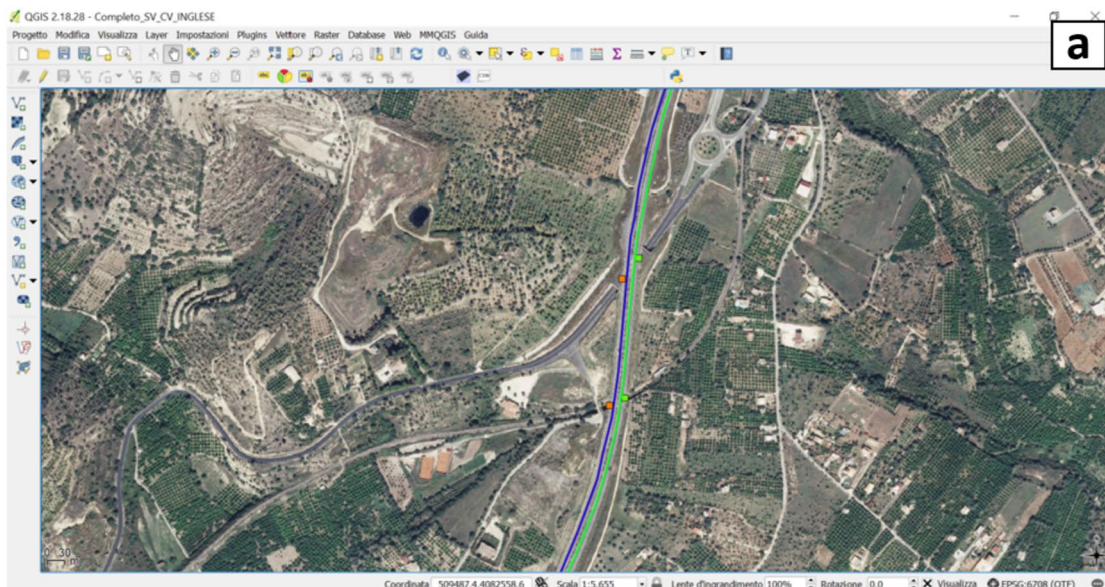 QGIS 2.18.28 - Completo_SV_CV_INGLESE
Progetto Modifica Visualizza Layer Impostazioni Plugins Vettore Raster Database Web MMQGIS Guida
a
0 30
m
Coordinata 509487.4,4082558.6 Scala 1:5.655 Lente d'ingrandimento 100% Rotazione 0,0 Visualizza EPSG:6708 (OTF)